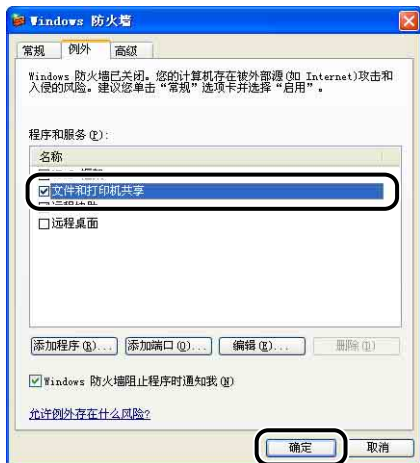 Windows 防火墙
常规 例外 高级
Windows 防火墙已关闭。您的计算机存在被外部源(如 Internet)攻击和
入侵的风险。建议您单击“常规”选项卡并选择“启用”。
程序和服务(P):
名称
文件和打印机共享
远程协助
远程桌面
添加程序(R)... 添加端口(O)... 编辑(E)... 删除(D)
Windows 防火墙阻止程序时通知我(N)
允许例外存在什么风险?
确定 取消